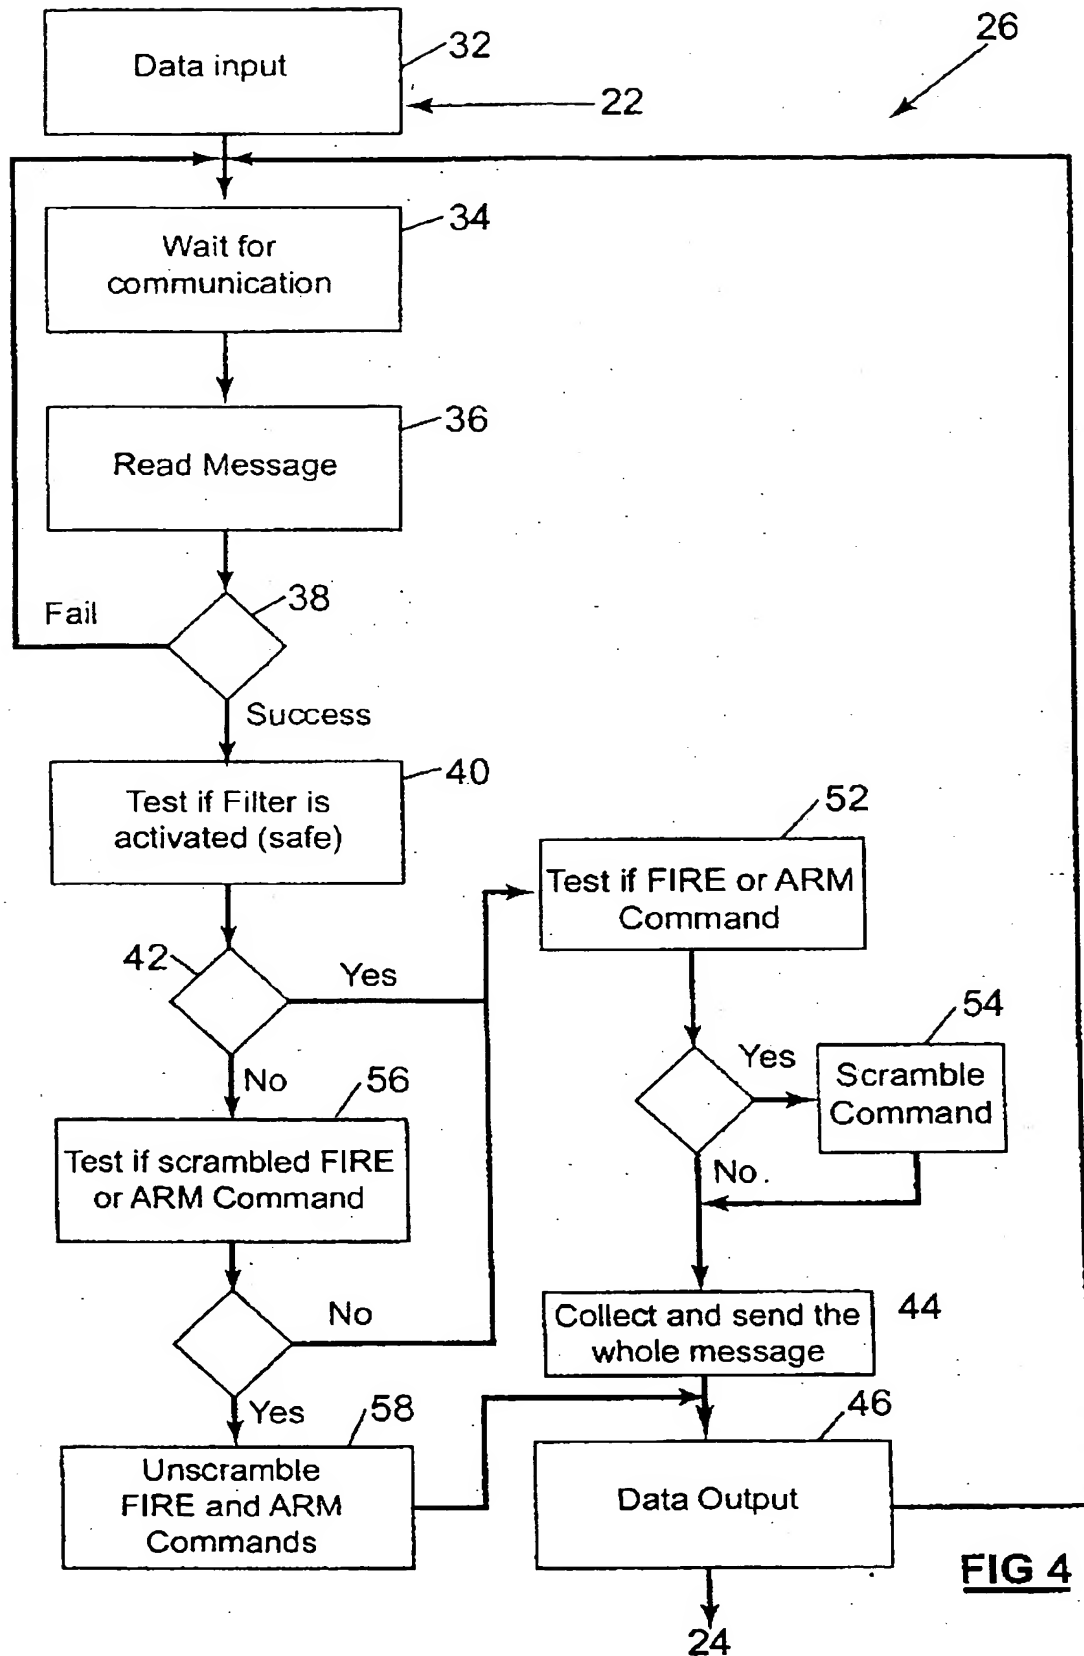 Data input
32
26
22
Wait for
communication
34
Read Message
36
38
Fail
Success
Test if Filter is
activated (safe)
40
42
Yes
No
Test if FIRE or ARM
Command
52
Yes
No.
Scramble
Command
54
Test if scrambled FIRE
or ARM Command
56
No
Yes
Unscramble
FIRE and ARM
Commands
58
Collect and send the
whole message
44
Data Output
46
24
FIG 4